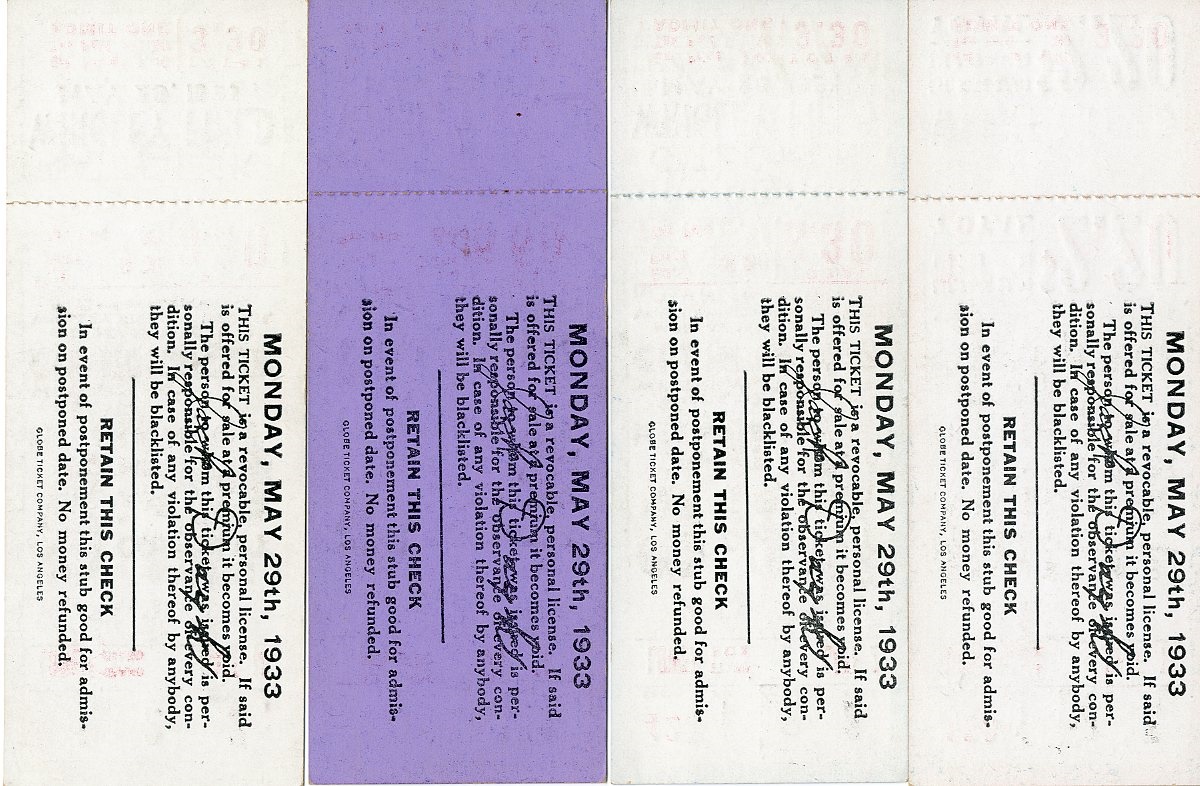 MONDAY, MAY 29th, 1933
THIS TICKET is a revocable, personal license. If said
is offered for sale at a premium it becomes void.
The person to whom this ticket was issued is per-
sonally responsible for the observance of every con-
dition. In case of any violation thereof by anybody,
they will be blacklisted.
RETAIN THIS CHECK
In event of postponement this stub good for admis-
sion on postponed date. No money refunded.
GLOBE TICKET COMPANY, LOS ANGELES
MONDAY, MAY 29th, 1933
THIS TICKET is a revocable, personal license. If said
is offered for sale at a premium it becomes void.
The person to whom this ticket was issued is per-
sonally responsible for the observance of every con-
dition. In case of any violation thereof by anybody,
they will be blacklisted.
RETAIN THIS CHECK
In event of postponement this stub good for admis-
sion on postponed date. No money refunded.
GLOBE TICKET COMPANY, LOS ANGELES
MONDAY, MAY 29th, 1933
THIS TICKET is a revocable, personal license. If said
is offered for sale at a premium it becomes void.
The person to whom this ticket was issued is per-
sonally responsible for the observance of every con-
dition. In case of any violation thereof by anybody,
they will be blacklisted.
RETAIN THIS CHECK
In event of postponement this stub good for admis-
sion on postponed date. No money refunded.
GLOBE TICKET COMPANY, LOS ANGELES
MONDAY, MAY 29th, 1933
THIS TICKET is a revocable, personal license. If said
is offered for sale at a premium it becomes void.
The person to whom this ticket was issued is per-
sonally responsible for the observance of every con-
dition. In case of any violation thereof by anybody,
they will be blacklisted.
RETAIN THIS CHECK
In event of postponement this stub good for admis-
sion on postponed date. No money refunded.
GLOBE TICKET COMPANY, LOS ANGELES